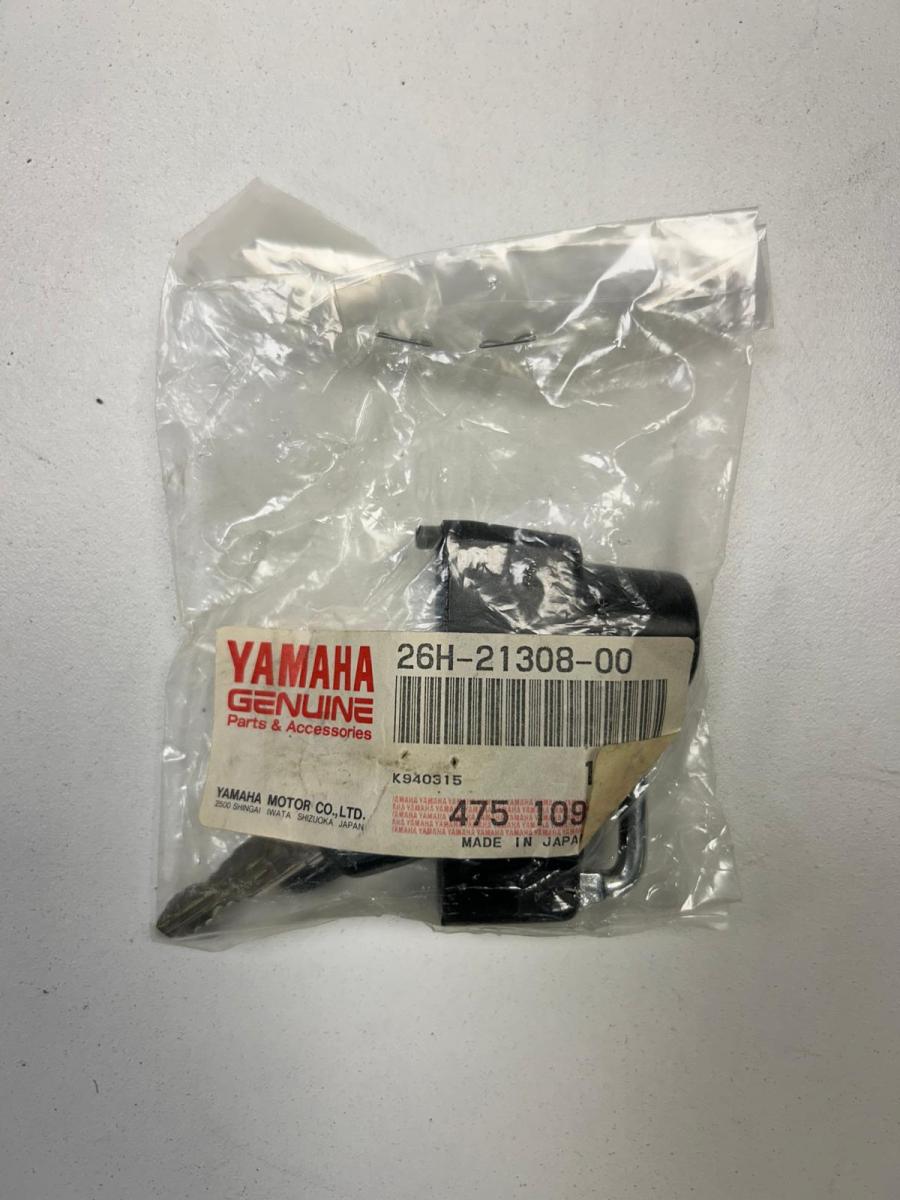 YAMAHA
GENUINE
Parts & Accessories
YAMAHA MOTOR CO.,LTD.
2500 SHINGAI IWATA SHIZUOKA JAPAN
26H-21308-00
K940315
1
475 109
MADE IN JAPA